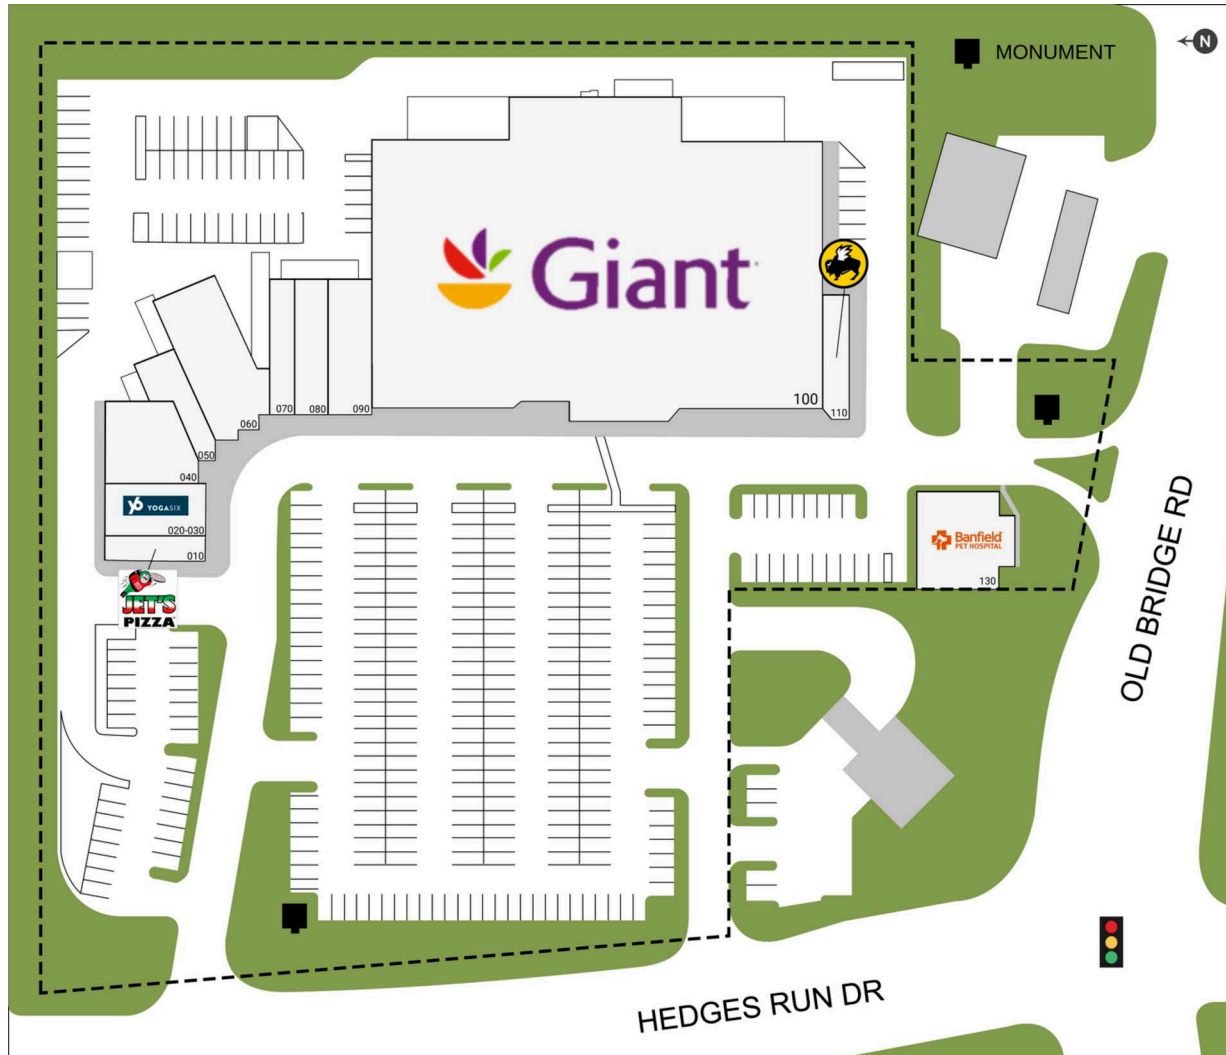 MONUMENT
N
Giant
100
110
090
080
070
060
050
040
YOGASIX
020-030
010
JET'S
PIZZA
Banfield
PET HOSPITAL
130
OLD BRIDGE RD
HEDGES RUN DR